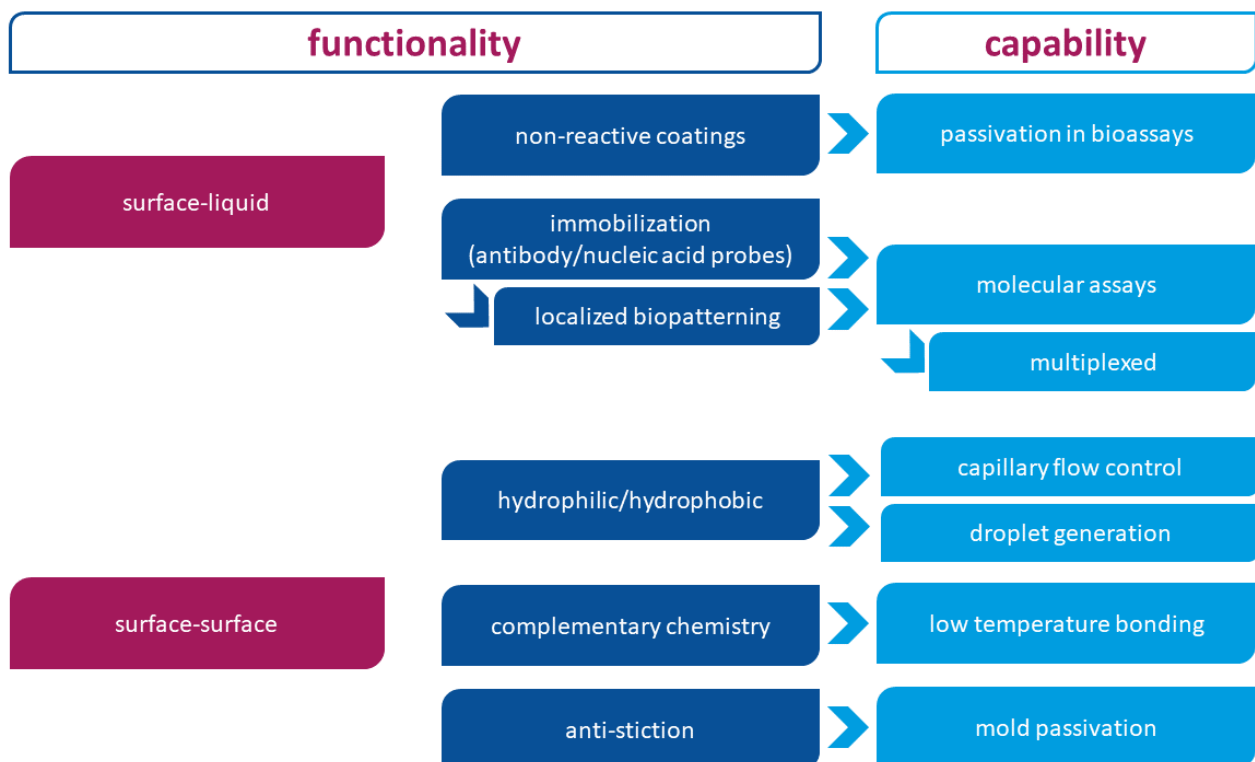 functionality
capability
non-reactive coatings
passivation in bioassays
surface-liquid
immobilization
(antibody/nucleic acid probes)
molecular assays
localized biopatterning
multiplexed
hydrophilic/hydrophobic
capillary flow control
droplet generation
surface-surface
complementary chemistry
low temperature bonding
anti-stiction
mold passivation